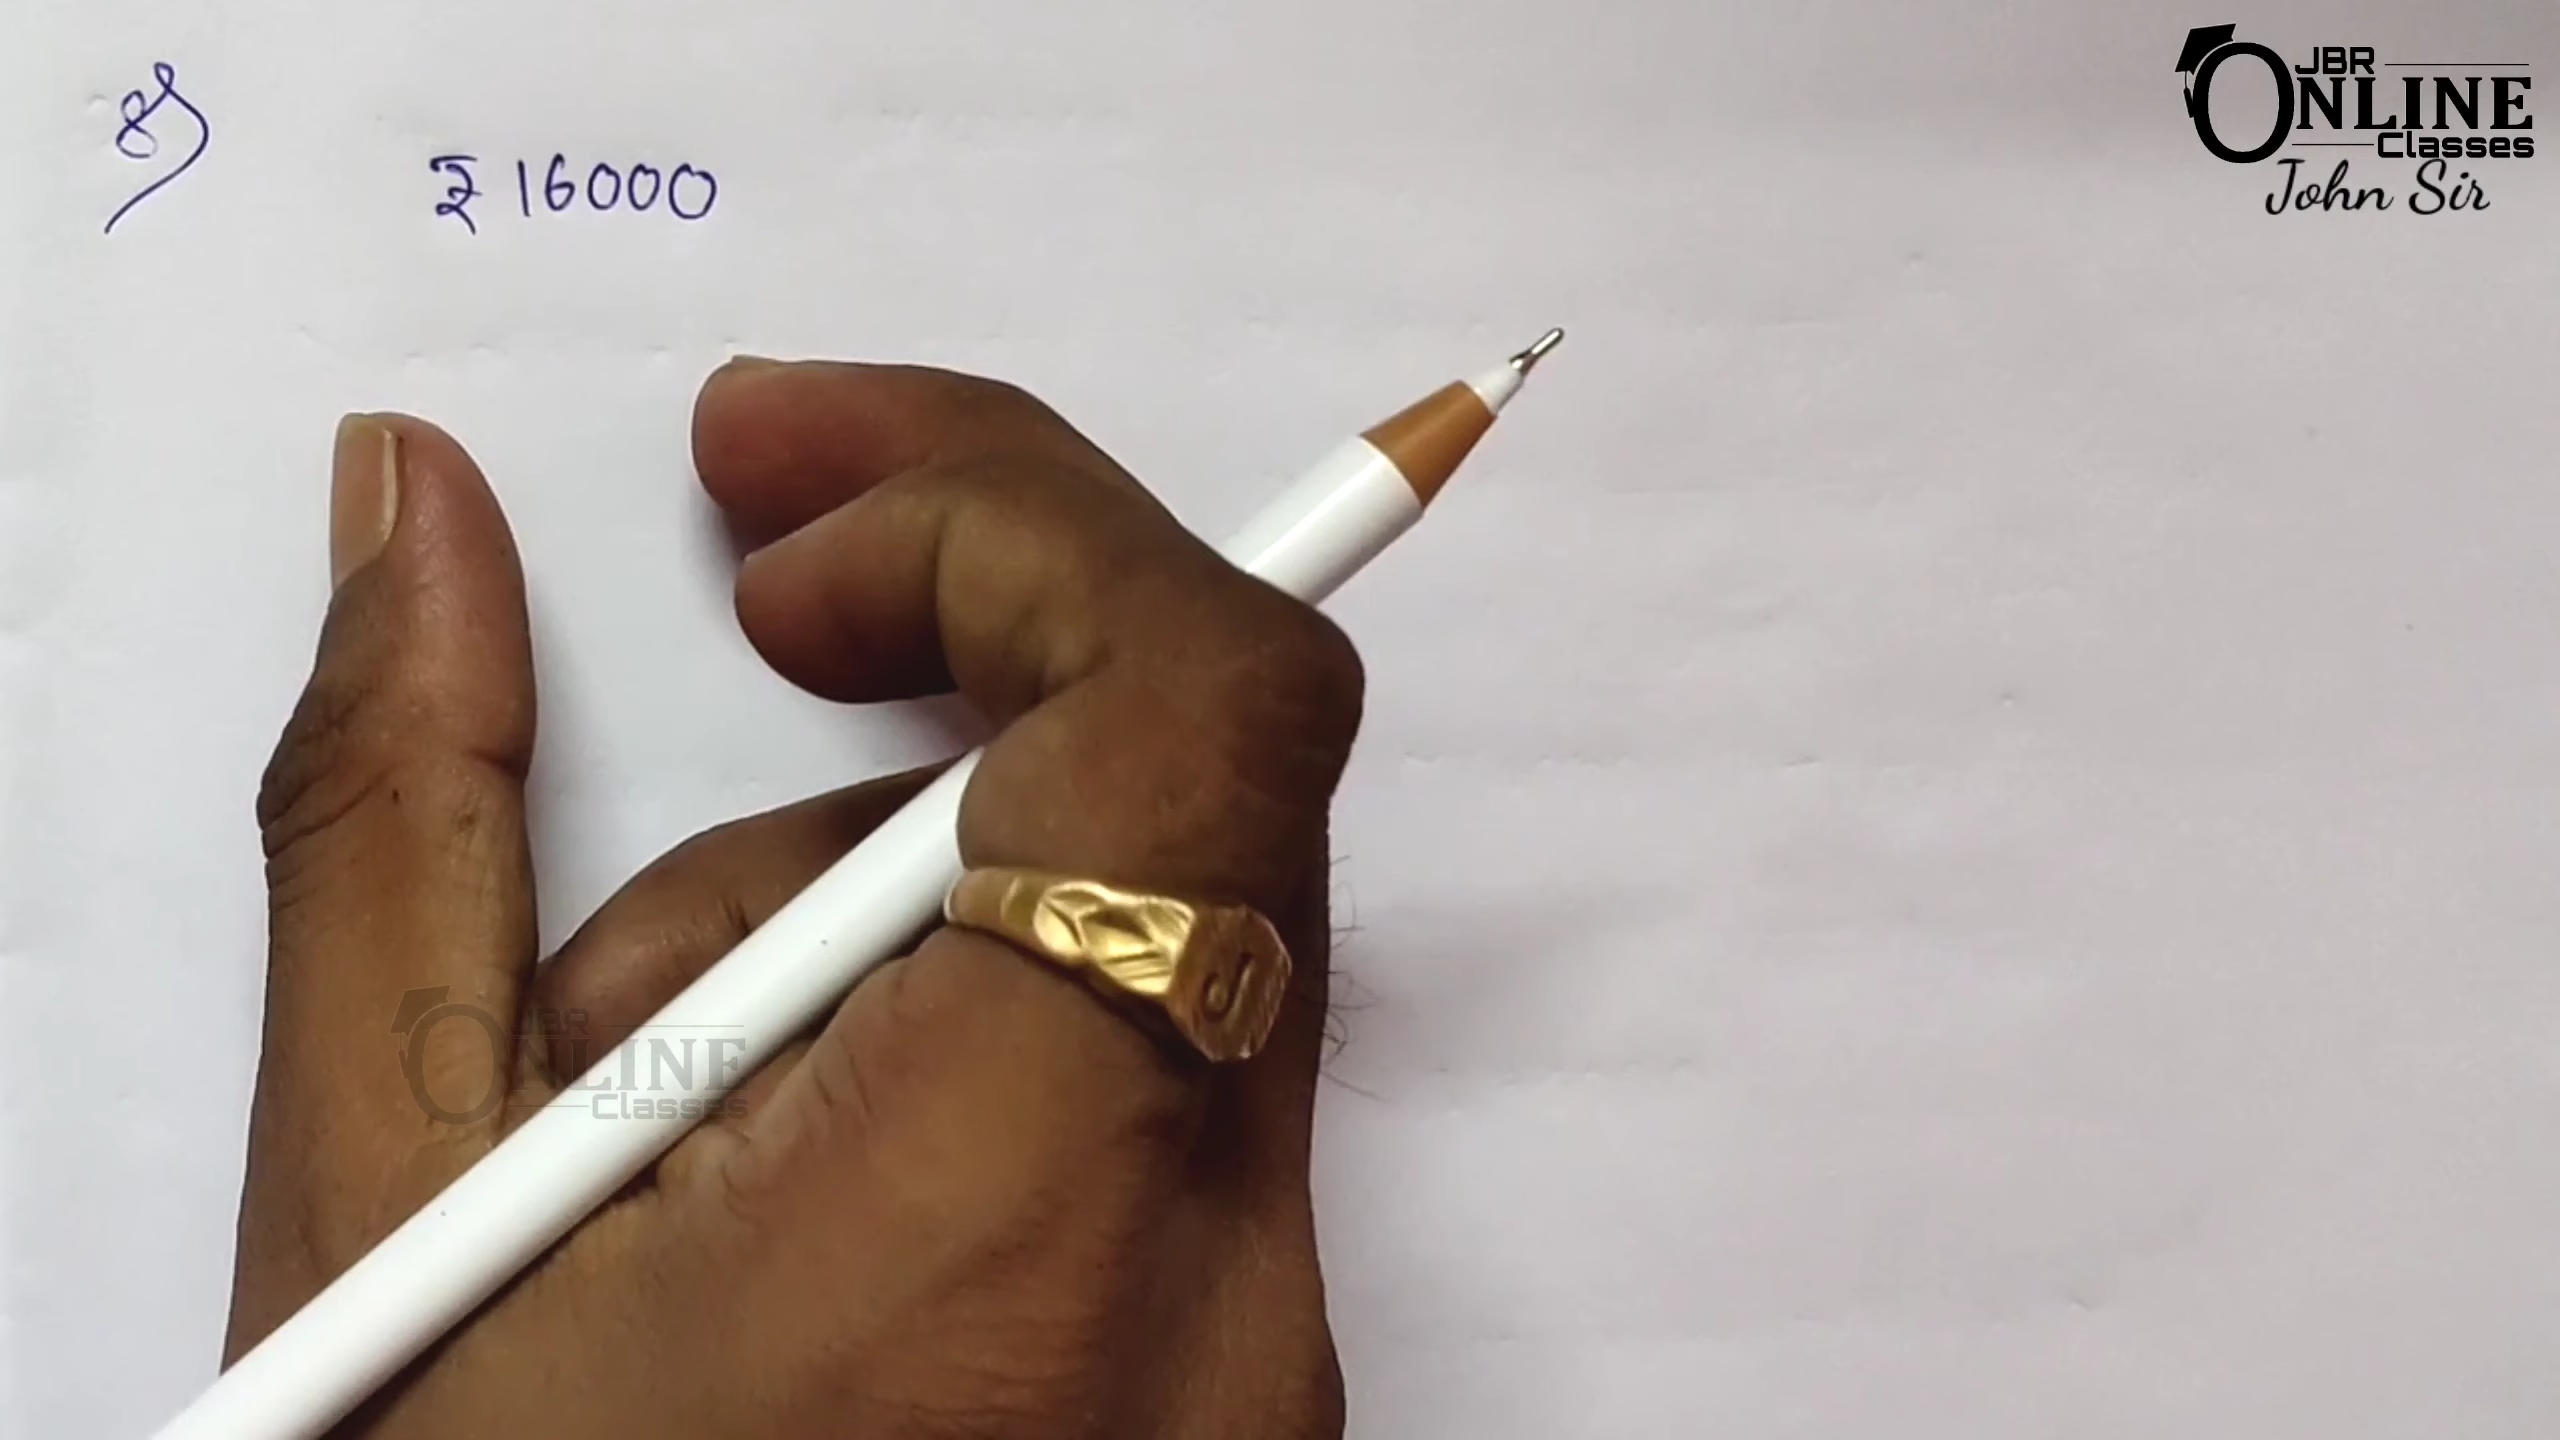 8)
₹ 16000
JBR
ONLINE
Classes
John Sir
JBR
ONLINE
Classes